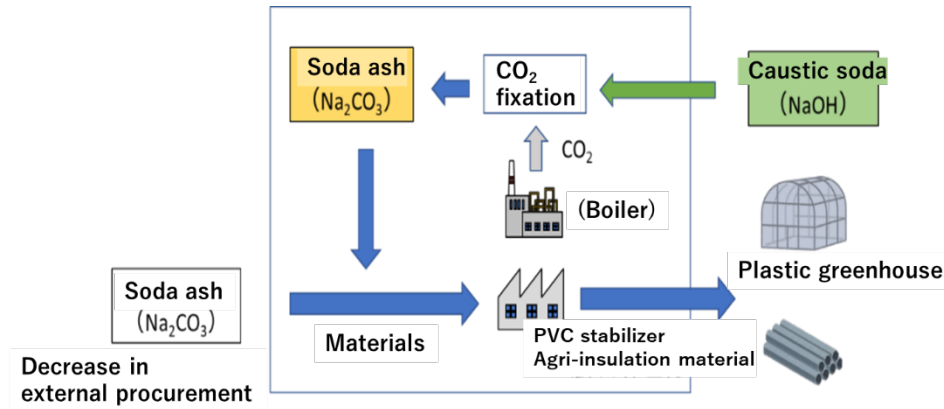 Soda ash
(Na₂CO₃)
CO₂
fixation
Caustic soda
(NaOH)
CO₂
(Boiler)
Plastic greenhouse
Soda ash
(Na₂CO₃)
Materials
PVC stabilizer
Agri-insulation material
Decrease in
external procurement